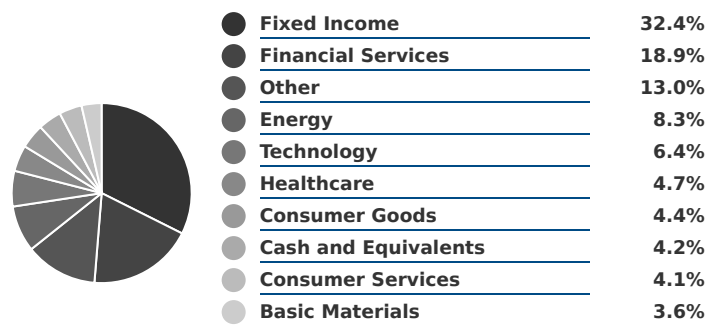 Fixed Income 32.4%
Financial Services 18.9%
Other 13.0%
Energy 8.3%
Technology 6.4%
Healthcare 4.7%
Consumer Goods 4.4%
Cash and Equivalents 4.2%
Consumer Services 4.1%
Basic Materials 3.6%